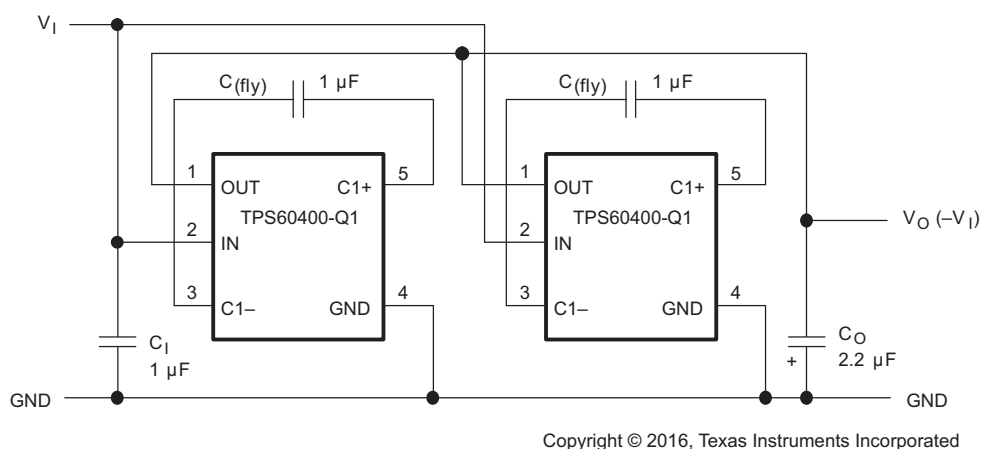 V_I
C_(fly) 1 µF
C_(fly) 1 µF
1 OUT C1+ 5
TPS60400-Q1
2 IN
3 C1– GND 4
1 OUT C1+ 5
TPS60400-Q1
2 IN
3 C1– GND 4
V_O (–V_I)
C_I
1 µF
C_O
+ 2.2 µF
GND
GND
Copyright © 2016, Texas Instruments Incorporated